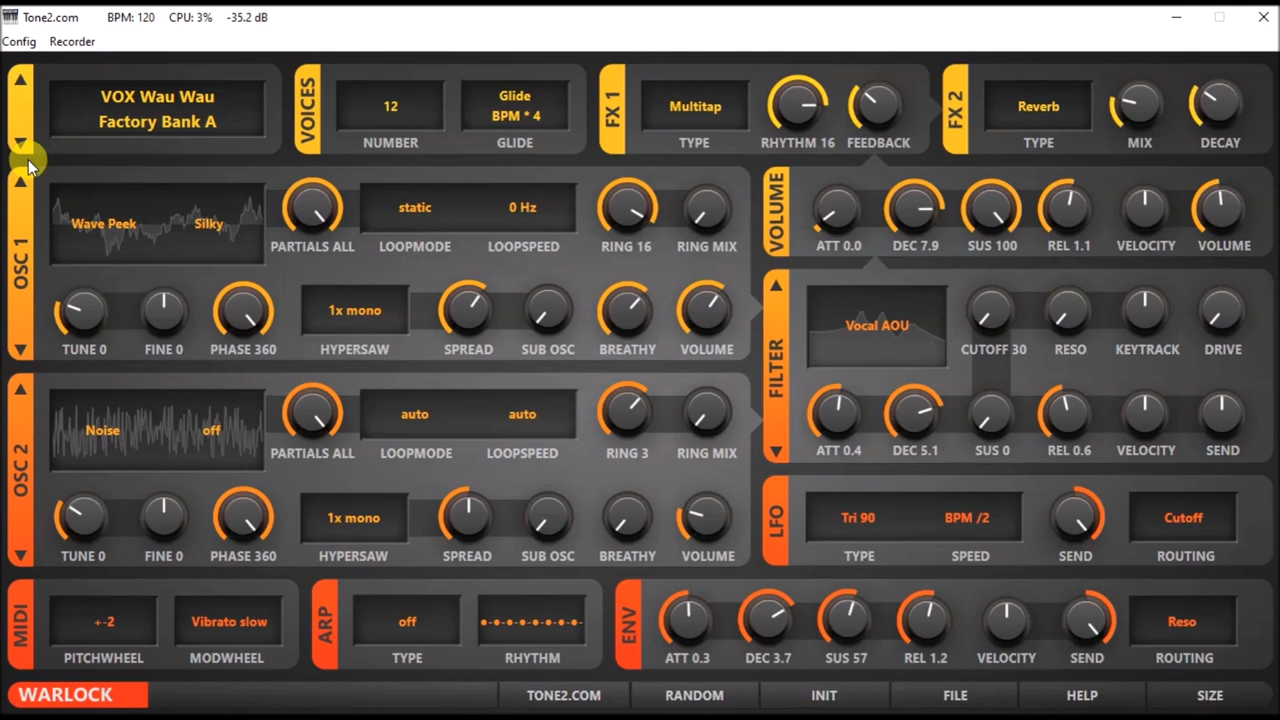 Tone2.com BPM: 120 CPU: 3% -35.2 dB
Config Recorder
VOX Wau Wau
Factory Bank A
VOICES
12
NUMBER
Glide
BPM * 4
GLIDE
FX 1
Multitap
TYPE
RHYTHM 16
FEEDBACK
FX 2
Reverb
TYPE
MIX
DECAY
OSC 1
Wave Peek Silky
PARTIALS ALL
static 0 Hz
LOOPMODE LOOPSPEED
RING 16 RING MIX
TUNE 0 FINE 0 PHASE 360
1x mono
HYPERSAW
SPREAD SUB OSC BREATHY VOLUME
VOLUME
ATT 0.0 DEC 7.9 SUS 100 REL 1.1 VELOCITY VOLUME
FILTER
Vocal AOU
CUTOFF 30 RESO KEYTRACK DRIVE
ATT 0.4 DEC 5.1 SUS 0 REL 0.6 VELOCITY SEND
OSC 2
Noise off
PARTIALS ALL
auto auto
LOOPMODE LOOPSPEED
RING 3 RING MIX
TUNE 0 FINE 0 PHASE 360
1x mono
HYPERSAW
SPREAD SUB OSC BREATHY VOLUME
LFO
Tri 90 BPM /2
TYPE SPEED
SEND
Cutoff
ROUTING
MIDI
+-2 Vibrato slow
PITCHWHEEL MODWHEEL
ARP
off
TYPE RHYTHM
ENV
ATT 0.3 DEC 3.7 SUS 57 REL 1.2 VELOCITY SEND
Reso
ROUTING
WARLOCK TONE2.COM RANDOM INIT FILE HELP SIZE